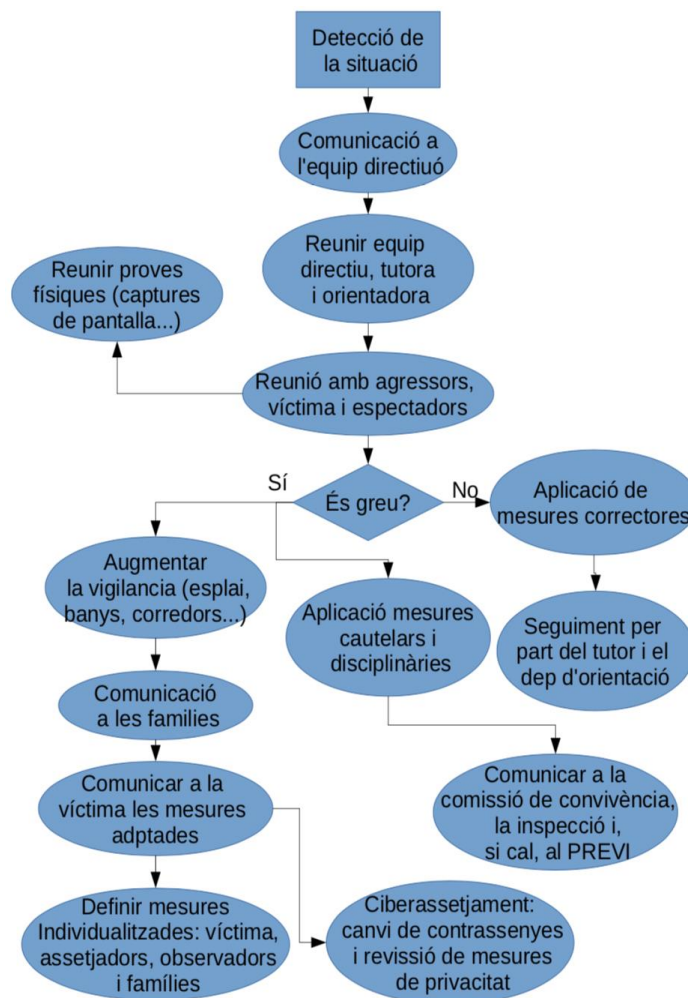 Detecció de
la situació
Comunicació a
l'equip directiuó
Reunir equip
directiu, tutora
i orientadora
Reunir proves
físiques (captures
de pantalla...)
Reunió amb agressors,
víctima i espectadors
És greu?
Sí
No
Aplicació de
mesures correctores
Augmentar
la vigilancia (esplai,
banys, corredors...)
Aplicació mesures
cautelars i
disciplinàries
Seguiment per
part del tutor i el
dep d'orientació
Comunicació
a les families
Comunicar a la
víctima les mesures
adptades
Comunicar a la
comissió de convivència,
la inspecció i,
si cal, al PREVI
Definir mesures
Individualitzades: víctima,
assetjadors, observadors
i famílies
Ciberassetjament:
canvi de contrassenyes
i revissió de mesures
de privacitat